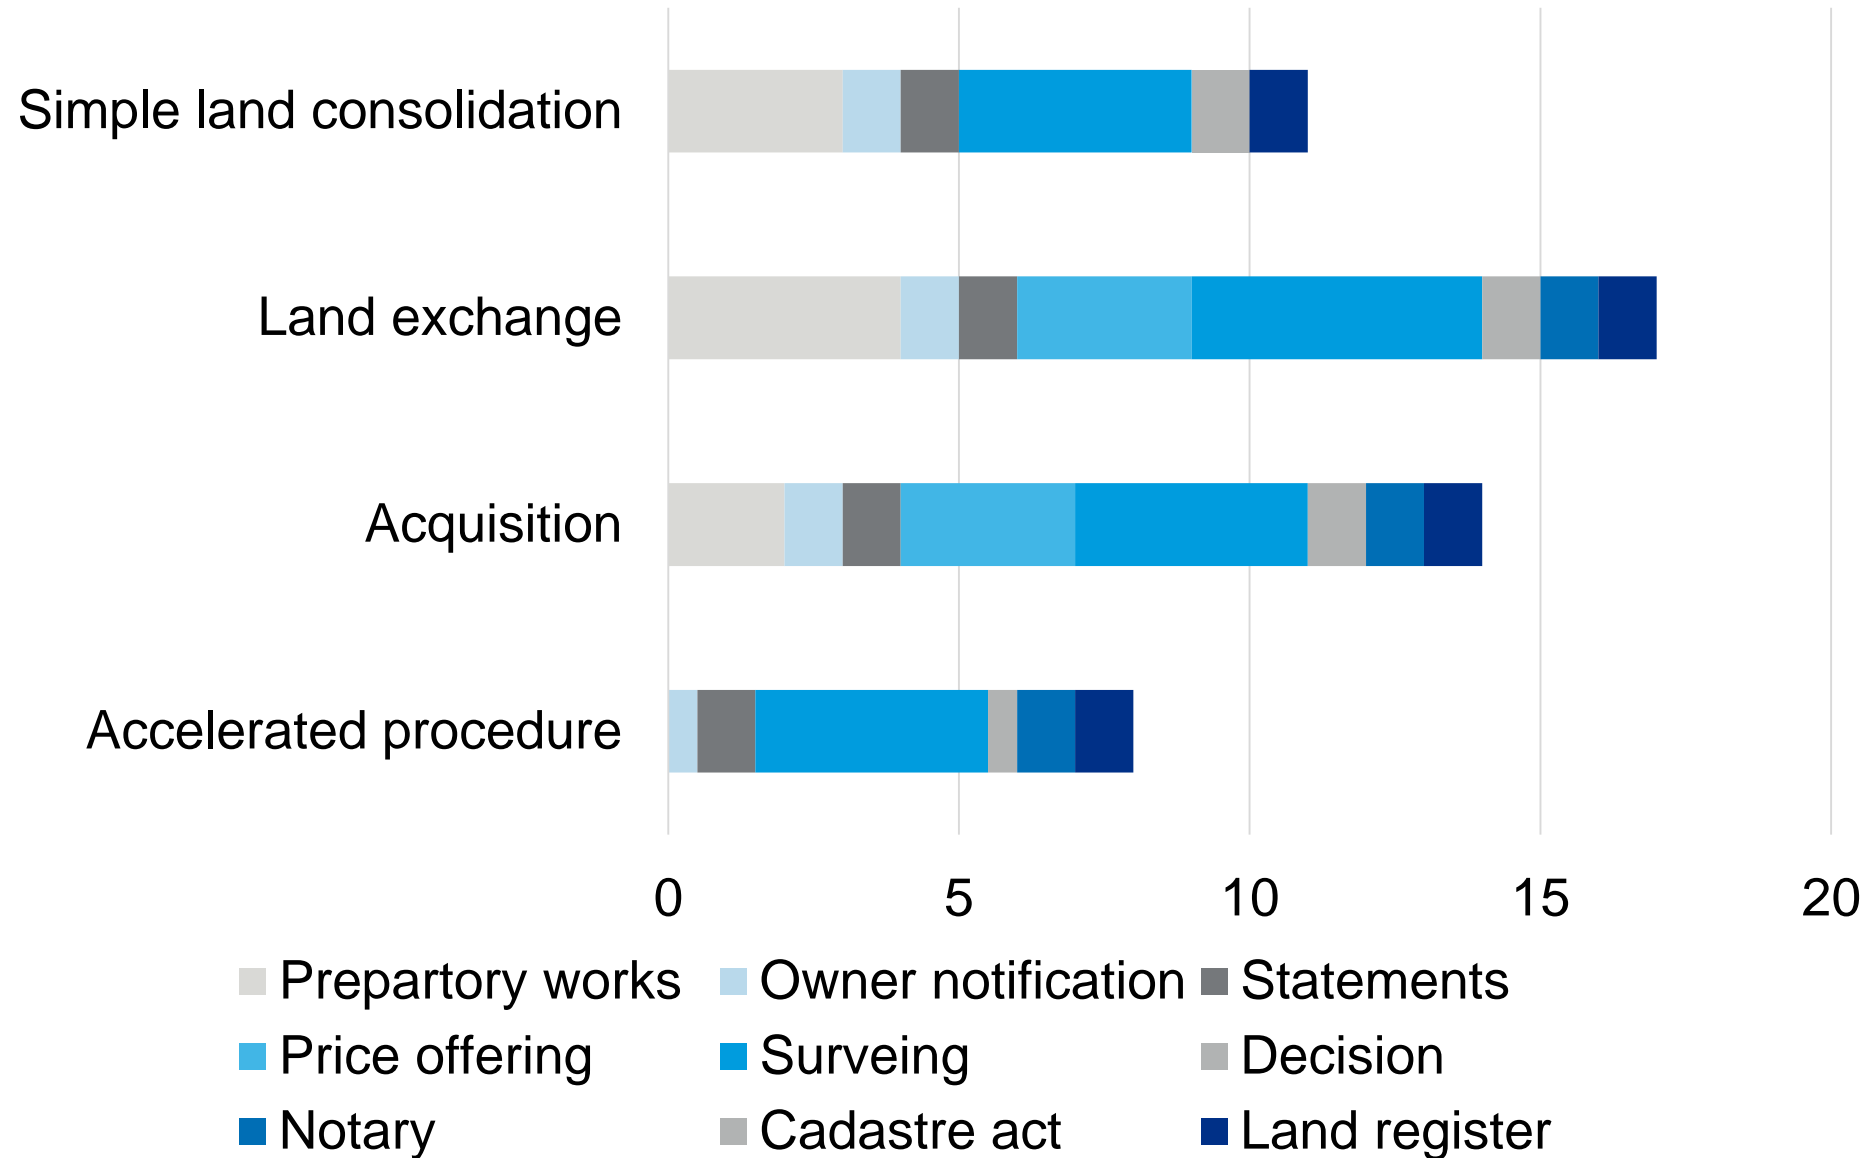 Simple land consolidation
Land exchange
Acquisition
Accelerated procedure
0 5 10 15 20
Prepartory works Owner notification Statements
Price offering Surveing Decision
Notary Cadastre act Land register